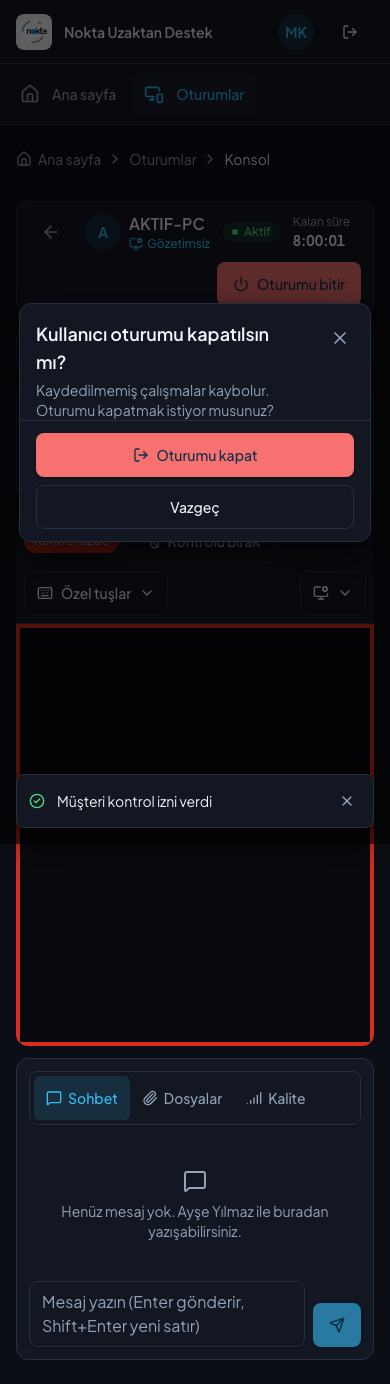 nokta
Nokta Uzaktan Destek
MK
Ana sayfa
Oturumlar
Ana sayfa
Oturumlar
Konsol
A
AKTIF-PC
Gözetimsiz
Aktif
Kalan süre
8:00:01
Oturumu bitir
Kullanıcı oturumu kapatılsın
mı?
Kaydedilmemiş çalışmalar kaybolur.
Oturumu kapatmak istiyor musunuz?
Oturumu kapat
Vazgeç
Kontrolü bırak
Özel tuşlar
Müşteri kontrol izni verdi
Sohbet
Dosyalar
Kalite
Henüz mesaj yok. Ayşe Yılmaz ile buradan
yazışabilirsiniz.
Mesaj yazın (Enter gönderir,
Shift+Enter yeni satır)